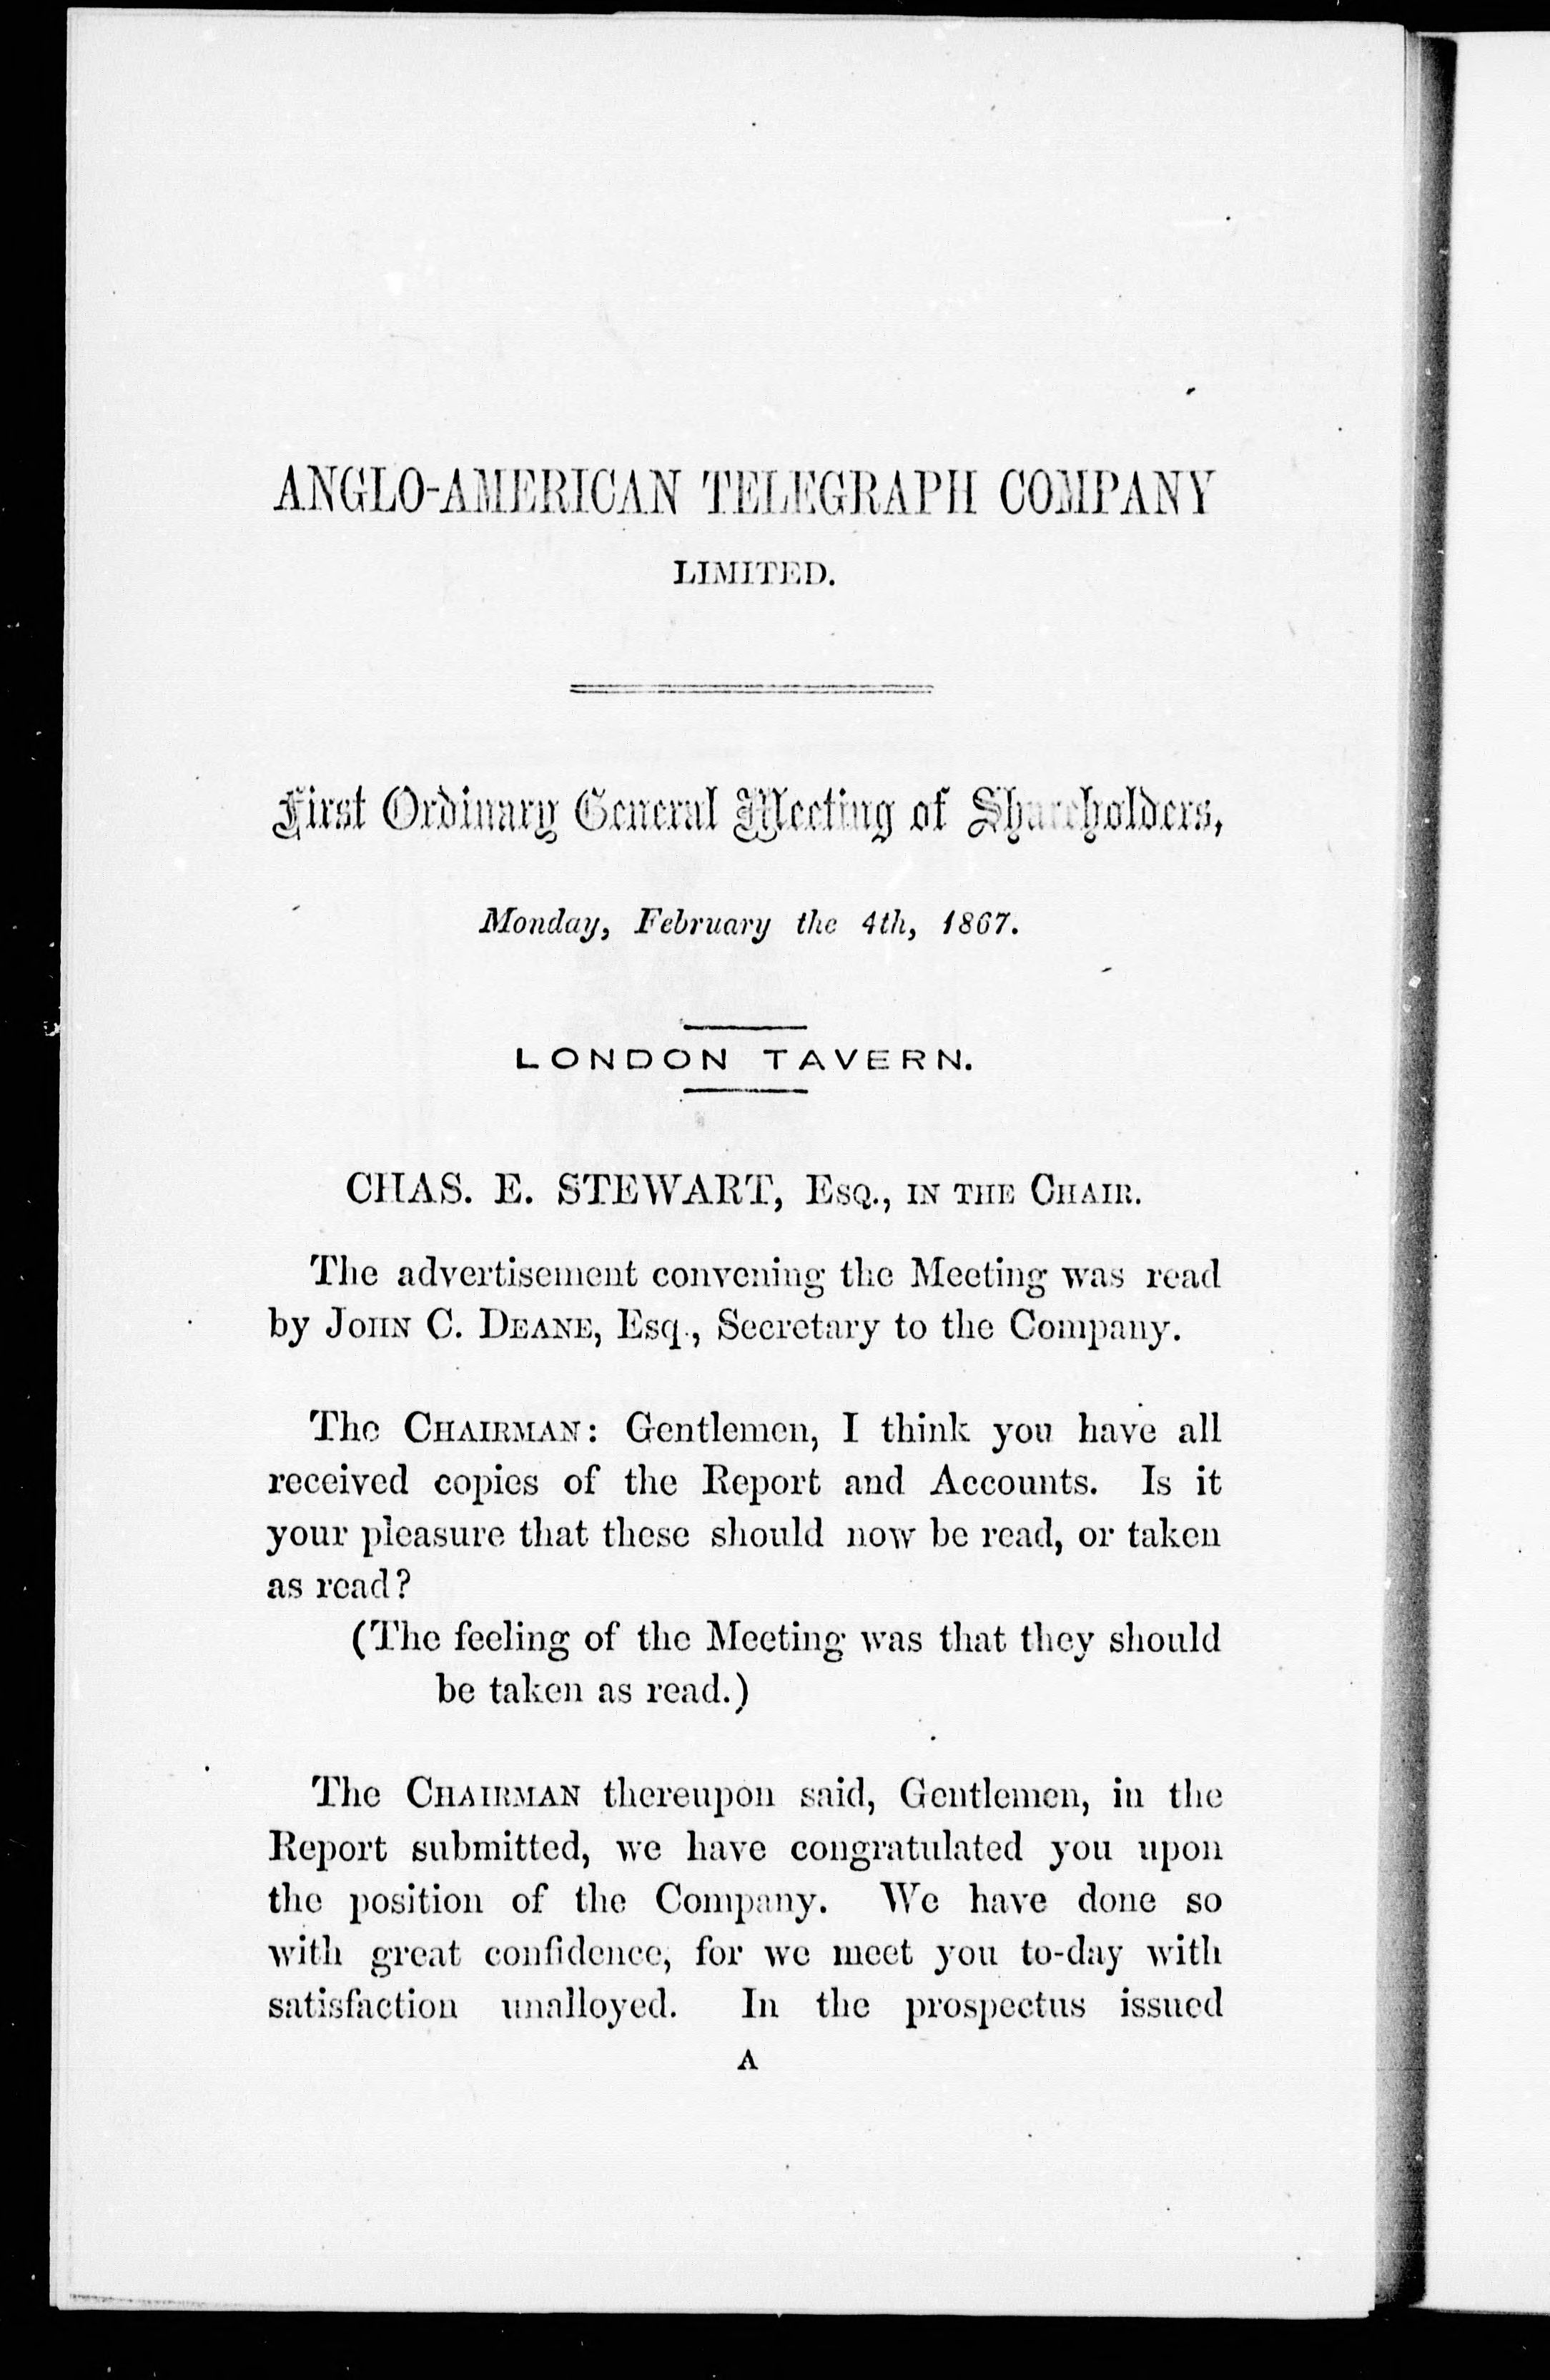 ANGLO-AMERICAN TELEGRAPH COMPANY
LIMITED.
First Ordinary General Meeting of Shareholders,
Monday, February the 4th, 1867.
LONDON TAVERN.
CHAS. E. STEWART, ESQ., IN THE CHAIR.
The advertisement convening the Meeting was read
by JOHN C. DEANE, Esq., Secretary to the Company.
The CHAIRMAN: Gentlemen, I think you have all
received copies of the Report and Accounts. Is it
your pleasure that these should now be read, or taken
as read?
(The feeling of the Meeting was that they should
be taken as read.)
The CHAIRMAN thereupon said, Gentlemen, in the
Report submitted, we have congratulated you upon
the position of the Company. We have done so
with great confidence, for we meet you to-day with
satisfaction unalloyed. In the prospectus issued
A